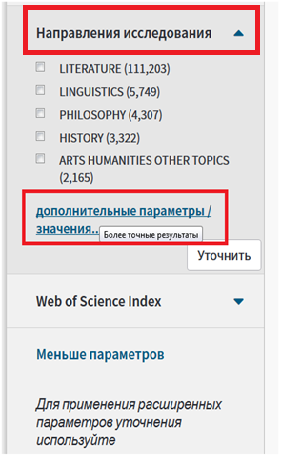 Направления исследования
LITERATURE (111,203)
LINGUISTICS (5,749)
PHILOSOPHY (4,307)
HISTORY (3,322)
ARTS HUMANITIES OTHER TOPICS
(2,165)
дополнительные параметры /
значения...
Более точные результаты
Уточнить
Web of Science Index
Меньше параметров
Для применения расширенных
параметров уточнения
используйте